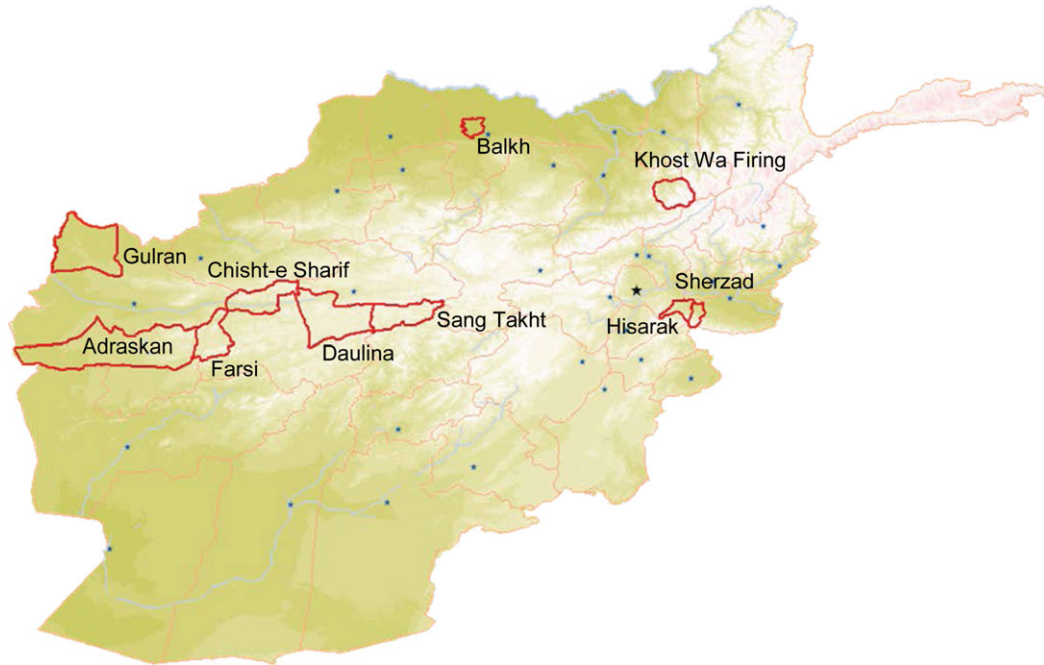 Balkh
Khost Wa Firing
Gulran
Chisht-e Sharif
Sherzad
Sang Takht
Hisarak
Adraskan
Daulina
Farsi